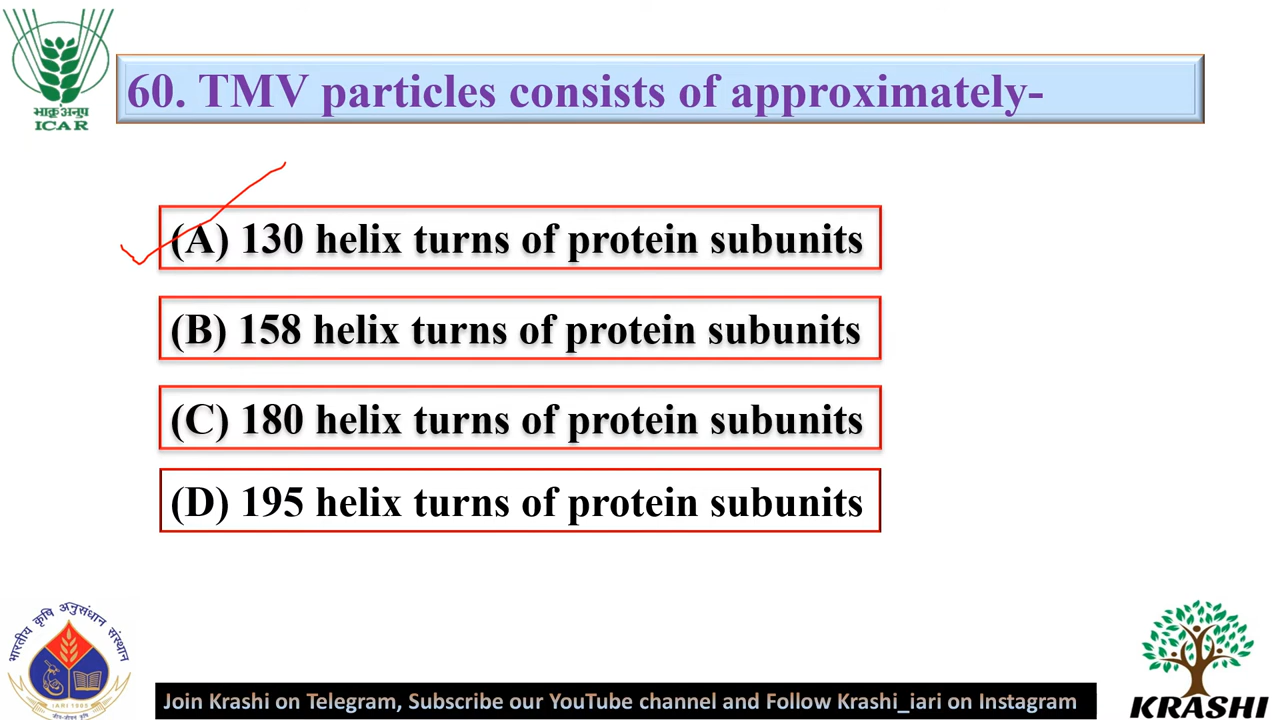 भाकृअनुप
ICAR
60. TMV particles consists of approximately-
(A) 130 helix turns of protein subunits
(B) 158 helix turns of protein subunits
(C) 180 helix turns of protein subunits
(D) 195 helix turns of protein subunits
भारतीय कृषि अनुसंधान संस्थान
IARI 1905
Join Krashi on Telegram, Subscribe our YouTube channel and Follow Krashi_iari on Instagram
KRASHI